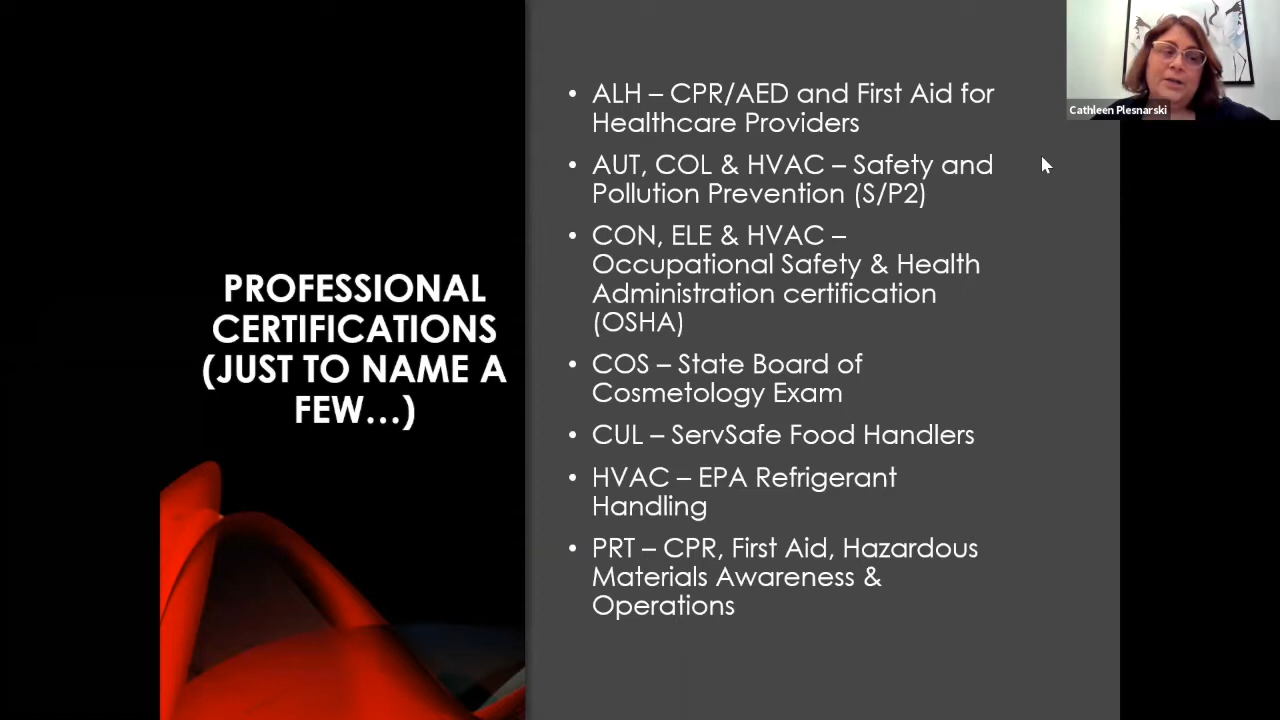 PROFESSIONAL
CERTIFICATIONS
(JUST TO NAME A
FEW...)
• ALH – CPR/AED and First Aid for
Healthcare Providers
• AUT, COL & HVAC – Safety and
Pollution Prevention (S/P2)
• CON, ELE & HVAC –
Occupational Safety & Health
Administration certification
(OSHA)
• COS – State Board of
Cosmetology Exam
• CUL – ServSafe Food Handlers
• HVAC – EPA Refrigerant
Handling
• PRT – CPR, First Aid, Hazardous
Materials Awareness &
Operations
Cathleen Plesnarski